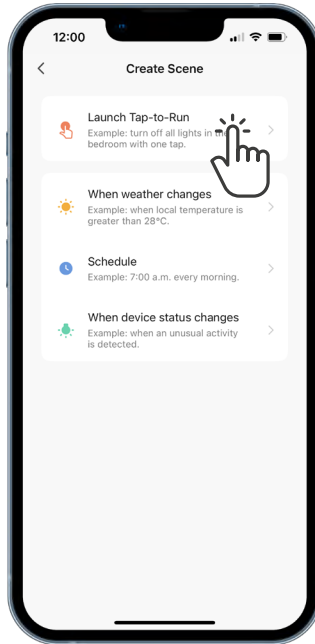 12:00
Create Scene
Launch Tap-to-Run
Example: turn off all lights in the
bedroom with one tap.
When weather changes
Example: when local temperature is
greater than 28°C.
Schedule
Example: 7:00 a.m. every morning.
When device status changes
Example: when an unusual activity
is detected.